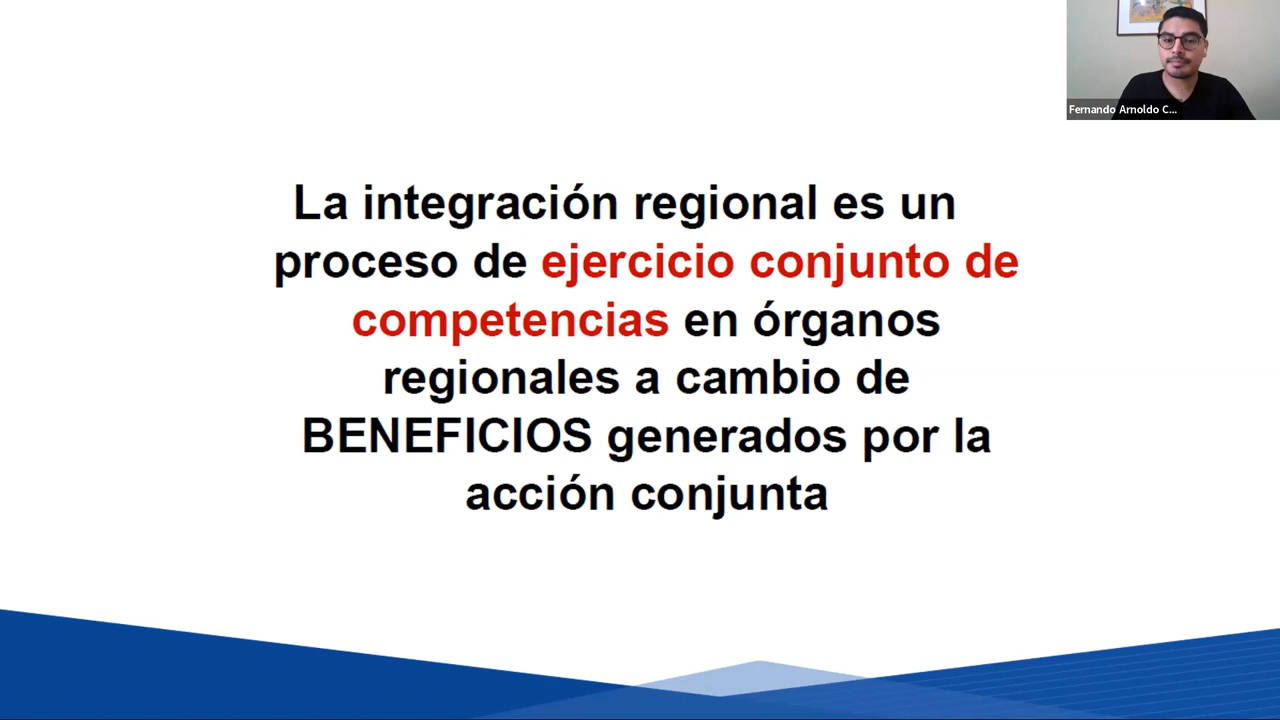 Fernando Arnoldo C...
La integración regional es un
proceso de ejercicio conjunto de
competencias en órganos
regionales a cambio de
BENEFICIOS generados por la
acción conjunta